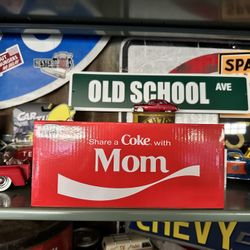 OLD SCHOOL AVE
SPA
Share a Coke with
Mom
CHEVY